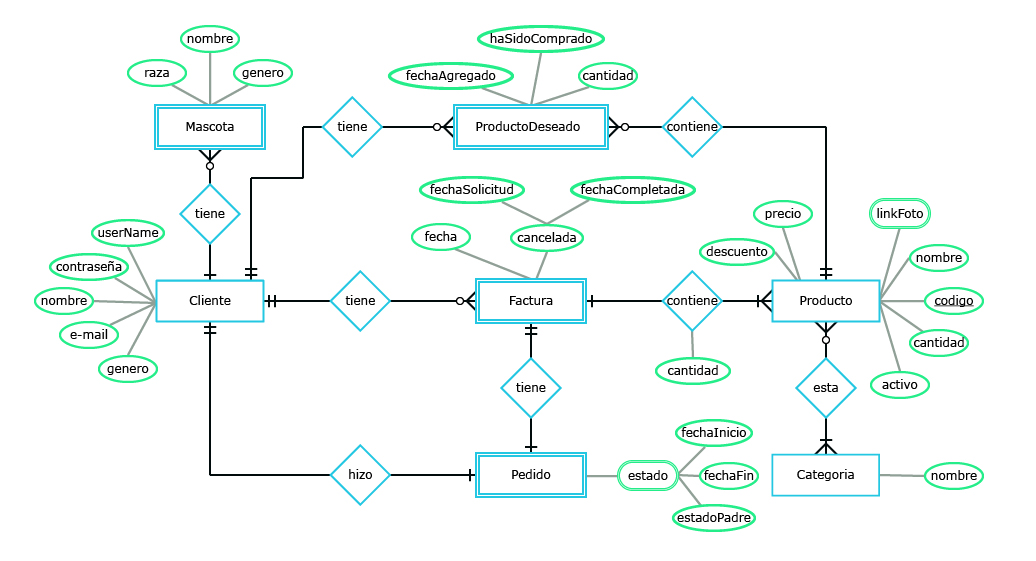 nombre
raza
genero
Mascota
tiene
haSidoComprado
fechaAgregado
cantidad
tiene
ProductoDeseado
contiene
fechaSolicitud
fechaCompletada
fecha
cancelada
precio
linkFoto
descuento
nombre
userName
contraseña
nombre
e-mail
genero
Cliente
tiene
Factura
contiene
cantidad
Producto
codigo
cantidad
activo
tiene
esta
hizo
Pedido
estado
fechaInicio
fechaFin
estadoPadre
Categoria
nombre